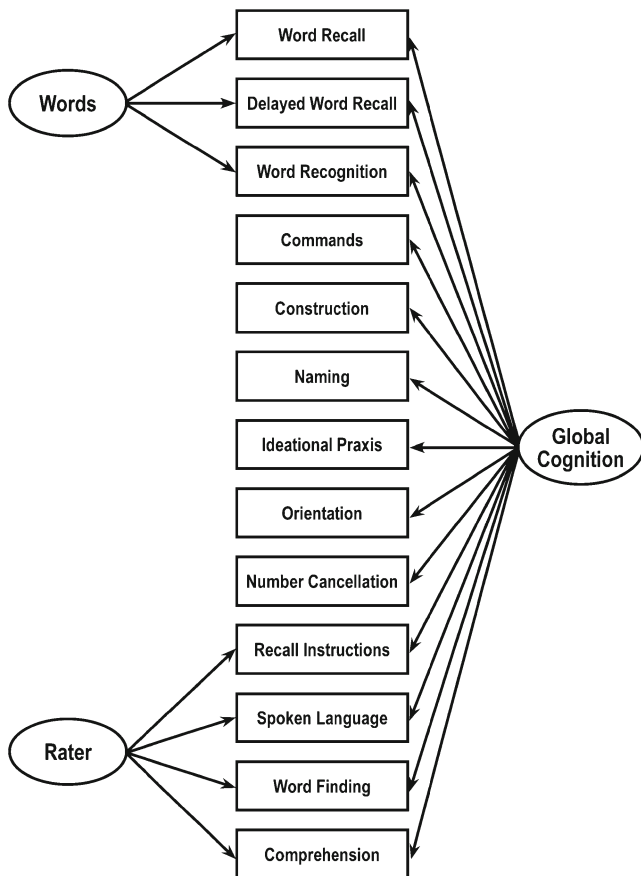 Word Recall
Words
Delayed Word Recall
Word Recognition
Commands
Construction
Naming
Ideational Praxis
Global
Cognition
Orientation
Number Cancellation
Recall Instructions
Spoken Language
Rater
Word Finding
Comprehension